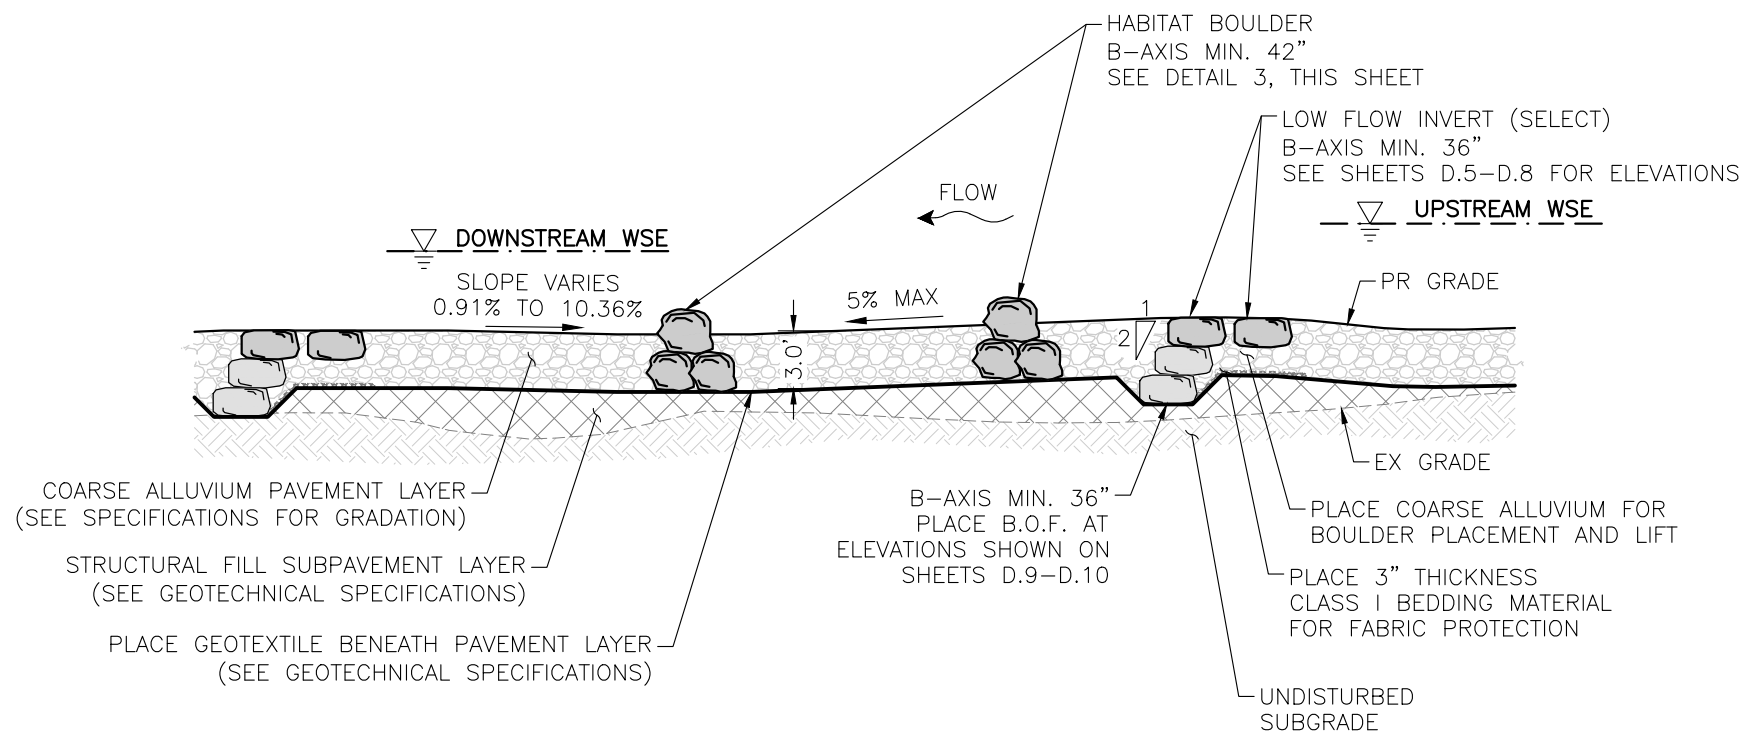 HABITAT BOULDER
B-AXIS MIN. 42"
SEE DETAIL 3, THIS SHEET
LOW FLOW INVERT (SELECT)
B-AXIS MIN. 36"
SEE SHEETS D.5-D.8 FOR ELEVATIONS
FLOW
UPSTREAM WSE
DOWNSTREAM WSE
SLOPE VARIES
0.91% TO 10.36%
5% MAX
PR GRADE
1
2
3.0'
EX GRADE
COARSE ALLUVIUM PAVEMENT LAYER
(SEE SPECIFICATIONS FOR GRADATION)
B-AXIS MIN. 36"
PLACE B.O.F. AT
ELEVATIONS SHOWN ON
SHEETS D.9-D.10
PLACE COARSE ALLUVIUM FOR
BOULDER PLACEMENT AND LIFT
STRUCTURAL FILL SUBPAVEMENT LAYER
(SEE GEOTECHNICAL SPECIFICATIONS)
PLACE 3" THICKNESS
CLASS I BEDDING MATERIAL
FOR FABRIC PROTECTION
PLACE GEOTEXTILE BENEATH PAVEMENT LAYER
(SEE GEOTECHNICAL SPECIFICATIONS)
UNDISTURBED
SUBGRADE